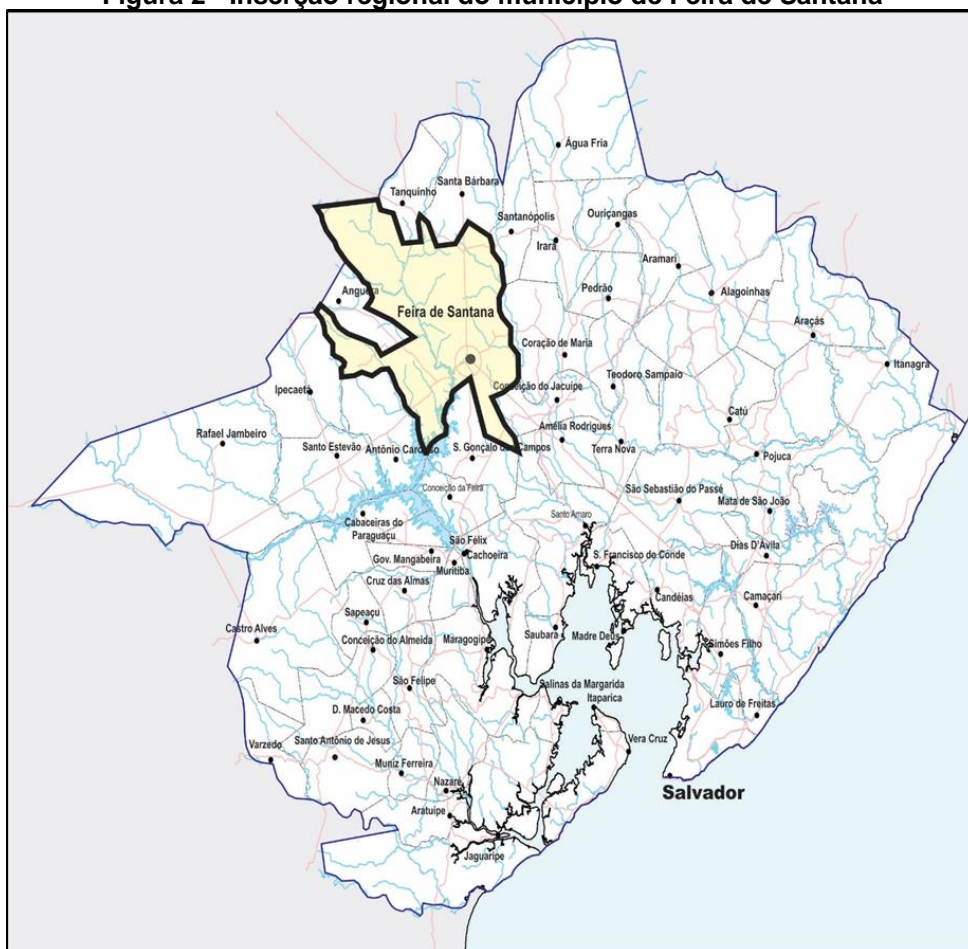 Figura 2 - Inserção regional do município de Feira de Santana
Água Fria
Santa Bárbara
Tanquinho
Santanópolis
Ouriçangas
Irará
Aramari
Anguera
Pedrão
Alagoinhas
Feira de Santana
Araçás
Coração de Maria
Itanagra
Teodoro Sampaio
Ipecaetá
Conceição do Jacuipe
Catú
Amélia Rodrigues
Rafael Jambeiro
Santo Estevão
Antônio Cardoso
S. Gonçalo dos Campos
Terra Nova
Pojuca
Conceição da Feira
São Sebastião do Passé
Mata de São João
Cabaceiras do
Paraguaçu
Santo Amaro
São Félix
Cachoeira
Gov. Mangabeira
Muritiba
S. Francisco do Conde
Dias D'Ávila
Cruz das Almas
Candéias
Camaçari
Sapeaçu
Castro Alves
Conceição do Almeida
Maragogipe
Saubara
Madre Deus
Simões Filho
São Felipe
Salinas da Margarida
Itaparica
Lauro de Freitas
D. Macedo Costa
Varzedo
Santo Antônio de Jesus
Vera Cruz
Muniz Ferreira
Nazaré
Salvador
Aratuípe
Jaguaripe